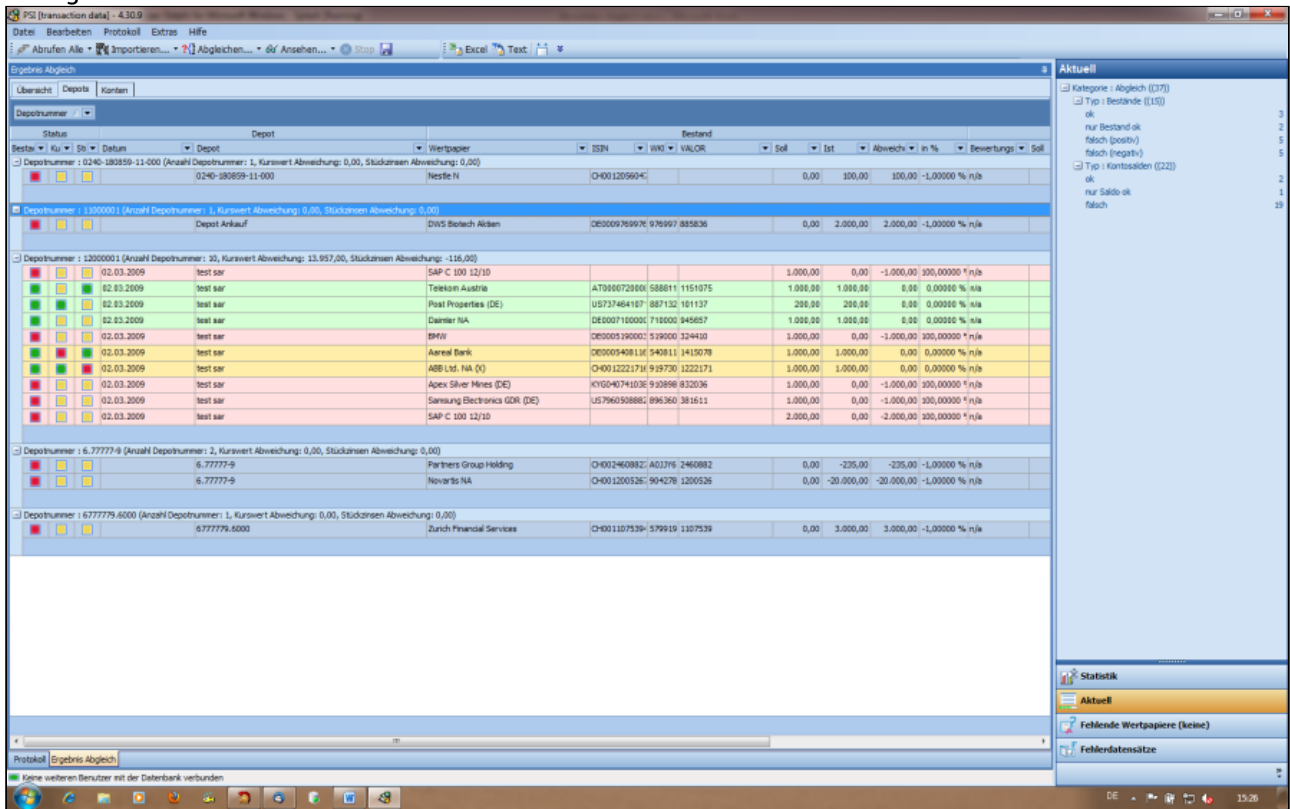 PSI [transaction data] - 4.30.9
Datei Bearbeiten Protokoll Extras Hilfe
Abrufen Alle Importieren... Abgleichen... Ansehen... Stop Excel Text
Ergebnis Abgleich
Übersicht Depots Konten
Depotnummer
Status Depot Bestand
Bestar Ku St Datum Depot Wertpapier ISIN WKI VALOR Soll Ist Abweich in % Bewertungs Soll
Depotnummer : 0240-180859-11-000 (Anzahl Depotnummer: 1, Kurswert Abweichung: 0,00, Stückzinsen Abweichung: 0,00)
0240-180859-11-000 Nestle N 0,00 100,00 100,00 -1,00000 % n/a
Depotnummer : 11000001 (Anzahl Depotnummer: 1, Kurswert Abweichung: 0,00, Stückzinsen Abweichung: 0,00)
Depot Ankauf DWS Biotech Aktien DE0009769976 976997 885836 0,00 2.000,00 2.000,00 -1,00000 % n/a
Depotnummer : 12000001 (Anzahl Depotnummer: 10, Kurswert Abweichung: 13.957,00, Stückzinsen Abweichung: -116,00)
02.03.2009 test sar SAP C 100 12/10 1.000,00 0,00 -1.000,00 100,00000 n/a
02.03.2009 test sar Telekom Austria 588811 1151075 1.000,00 1.000,00 0,00 0,00000 % n/a
02.03.2009 test sar Post Properties (DE) US737464107 887132 101137 200,00 200,00 0,00 0,00000 % n/a
02.03.2009 test sar Daimler NA DE000710000 710000 945657 1.000,00 1.000,00 0,00 0,00000 % n/a
02.03.2009 test sar BMW 519000 324410 1.000,00 0,00 -1.000,00 100,00000 n/a
02.03.2009 test sar Aareal Bank DE0005408116 540811 1415078 1.000,00 1.000,00 0,00 0,00000 % n/a
02.03.2009 test sar ABB Ltd. NA (X) 919730 1222171 1.000,00 1.000,00 0,00 0,00000 % n/a
02.03.2009 test sar Apex Silver Mines (DE) 910898 832036 1.000,00 0,00 -1.000,00 100,00000 n/a
02.03.2009 test sar Samsung Electronics GDR (DE) 896360 381611 1.000,00 0,00 -1.000,00 100,00000 n/a
02.03.2009 test sar SAP C 100 12/10 2.000,00 0,00 -2.000,00 100,00000 n/a
Depotnummer : 6.77777-9 (Anzahl Depotnummer: 2, Kurswert Abweichung: 0,00, Stückzinsen Abweichung: 0,00)
6.77777-9 Partners Group Holding 2460882 0,00 -235,00 -235,00 -1,00000 % n/a
6.77777-9 Novartis NA 904278 1200526 0,00 -20.000,00 -20.000,00 -1,00000 % n/a
Depotnummer : 6777779.6000 (Anzahl Depotnummer: 1, Kurswert Abweichung: 0,00, Stückzinsen Abweichung: 0,00)
6777779.6000 Zurich Financial Services 579919 1107539 0,00 3.000,00 3.000,00 -1,00000 % n/a
Protokoll Ergebnis Abgleich
Keine weiteren Benutzer mit der Datenbank verbunden
Aktuell
Kategorie : Abgleich ((37))
Typ : Bestände ((15))
ok 3
nur Bestand ok 2
falsch (positiv) 5
falsch (negativ) 5
Typ : Kontosalden ((22))
ok 2
nur Saldo ok 1
falsch 19
Statistik
Aktuell
Fehlende Wertpapiere (keine)
Fehlerdatensätze
DE 15:26